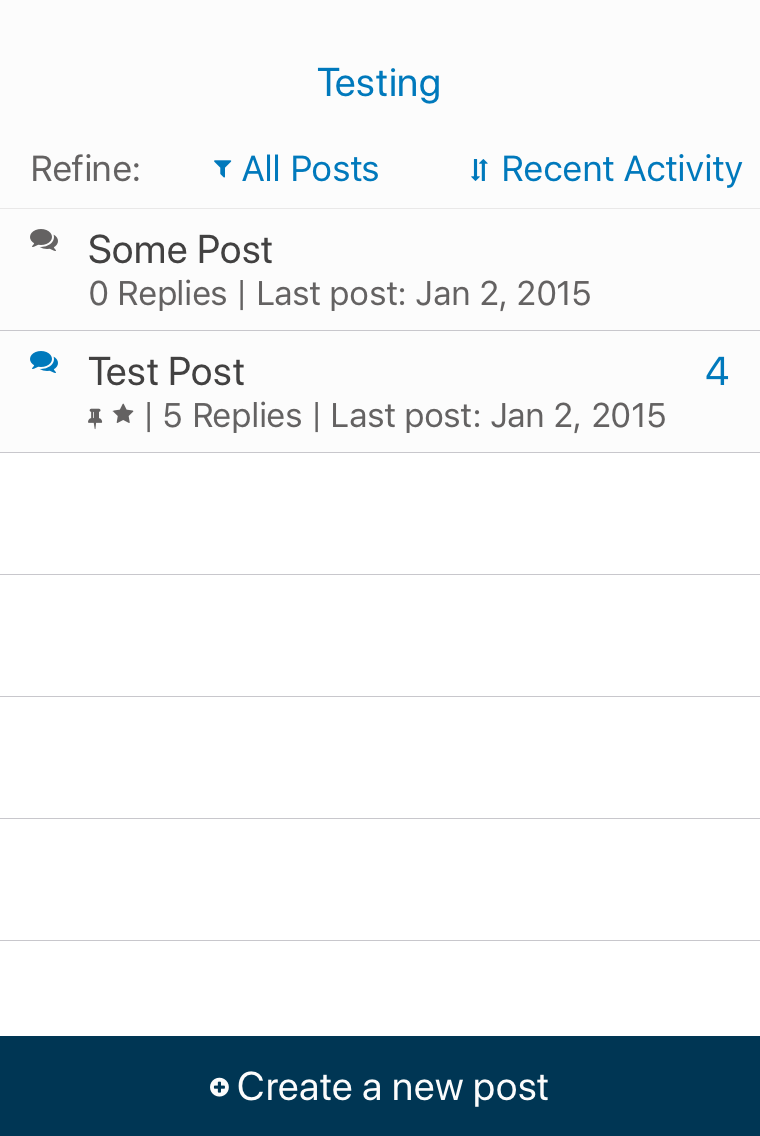 Testing
Refine: All Posts Recent Activity
Some Post
0 Replies | Last post: Jan 2, 2015
Test Post 4
| 5 Replies | Last post: Jan 2, 2015
Create a new post